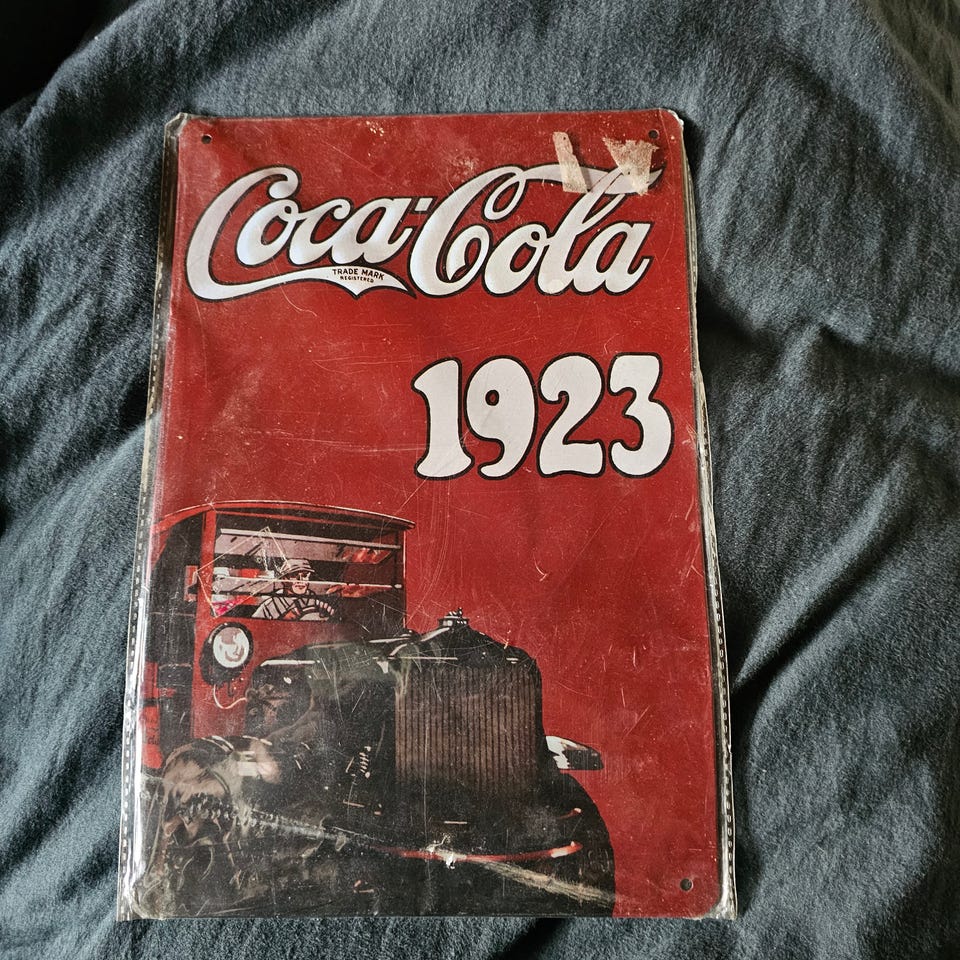 Coca-Cola
TRADE MARK
REGISTERED
1923